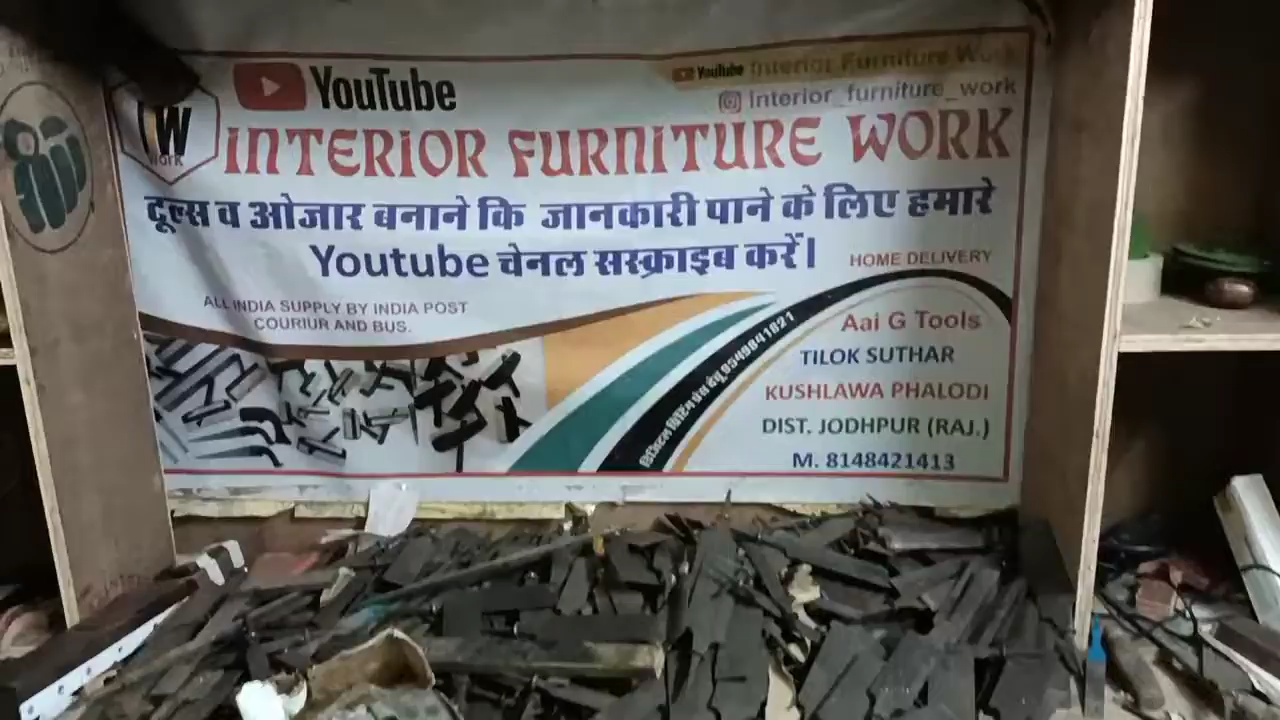 YouTube
YouTube Interior Furniture Work
Interior_furniture_work
IW
Work
INTERIOR FURNITURE WORK
टूल्स व ओजार बनाने कि जानकारी पाने के लिए हमारे
Youtube चेनल सस्क्राइब करें।
HOME DELIVERY
ALL INDIA SUPPLY BY INDIA POST
COURIUR AND BUS.
Aai G Tools
TILOK SUTHAR
KUSHLAWA PHALODI
DIST. JODHPUR (RAJ.)
M. 8148421413
9549841821